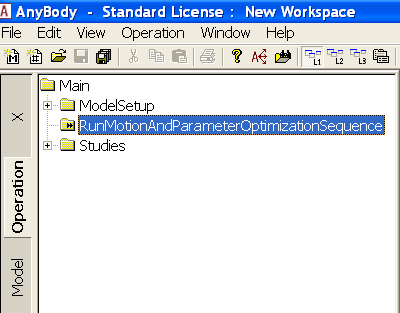 AnyBody - Standard License : New Workspace
File Edit View Operation Window Help
L1 L2 L3
Main
ModelSetup
RunMotionAndParameterOptimizationSequence
Studies
X
Operation
Model